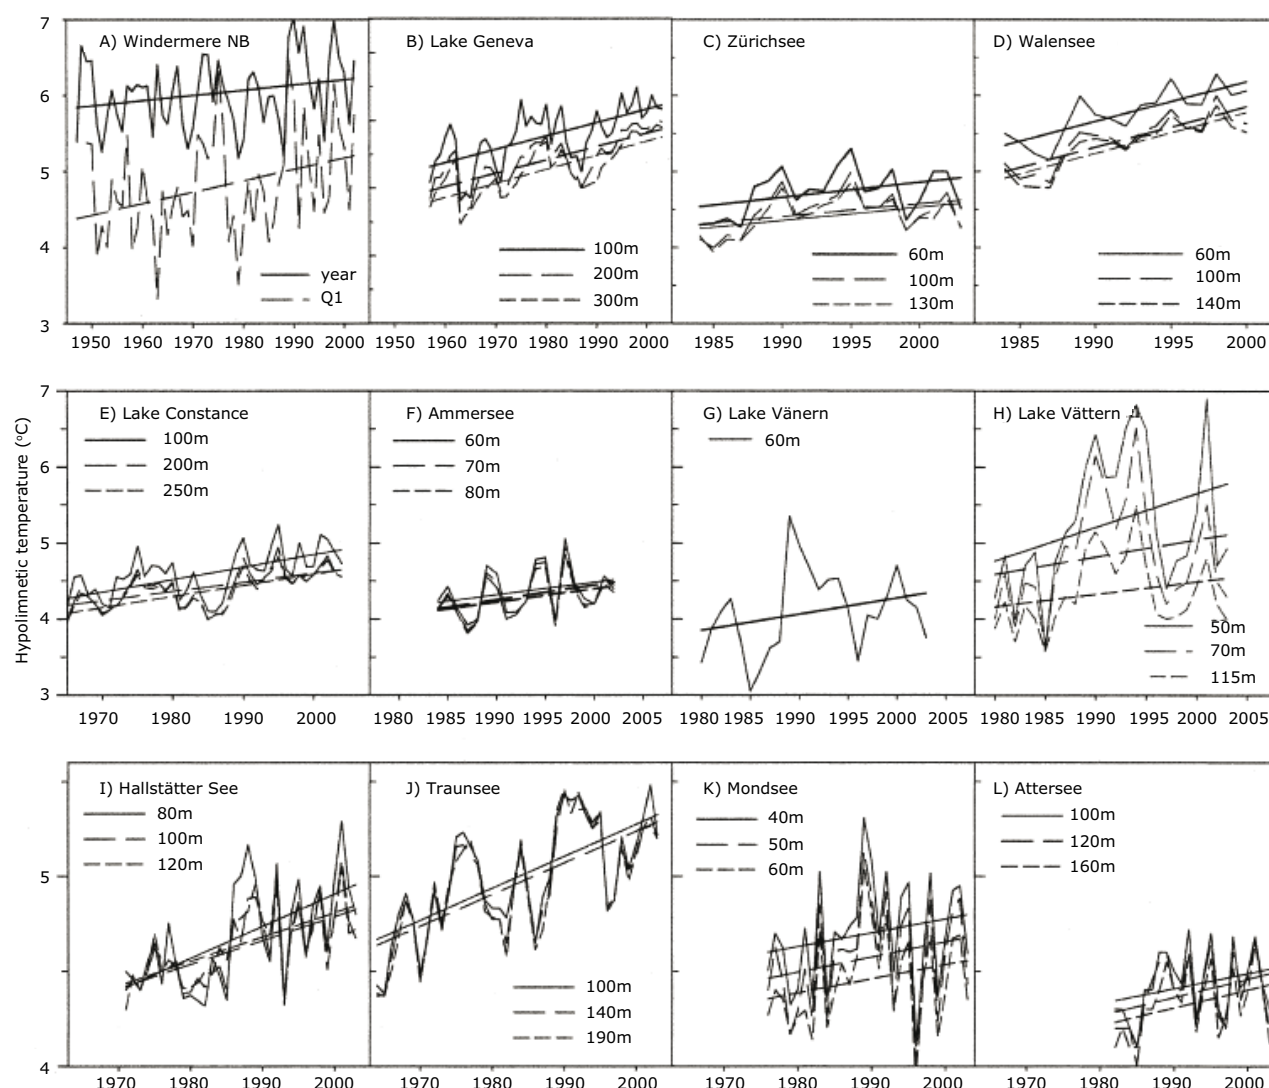 7
6
5
4
3
A) Windermere NB
year
Q1
1950 1960 1970 1980 1990 2000
B) Lake Geneva
100m
200m
300m
1950 1960 1970 1980 1990 2000
C) Zürichsee
60m
100m
130m
1985 1990 1995 2000
D) Walensee
60m
100m
140m
1985 1990 1995 2000
Hypolimnetic temperature (°C)
7
6
5
4
3
E) Lake Constance
100m
200m
250m
1970 1980 1990 2000
F) Ammersee
60m
70m
80m
1980 1985 1990 1995 2000 2005
G) Lake Vänern
60m
1980 1985 1990 1995 2000 2005
H) Lake Vättern
50m
70m
115m
1980 1985 1990 1995 2000 2005
5
4
I) Hallstätter See
80m
100m
120m
1970 1980 1990 2000
J) Traunsee
100m
140m
190m
1970 1980 1990 2000
K) Mondsee
40m
50m
60m
1970 1980 1990 2000
L) Attersee
100m
120m
160m
1970 1980 1990 2000